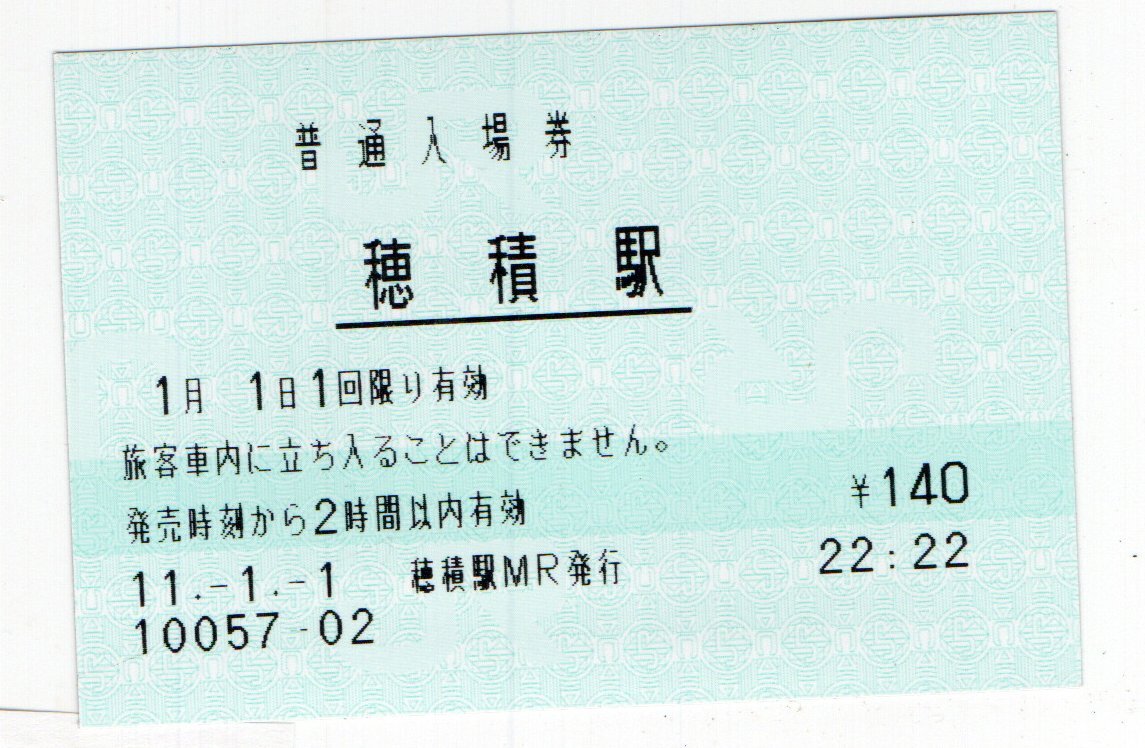 普通入場券
穂積駅
1月 1日1回限り有効
旅客車内に立ち入ることはできません。
発売時刻から2時間以内有効 ¥140
11.-1.-1 穂積駅MR発行 22:22
10057-02